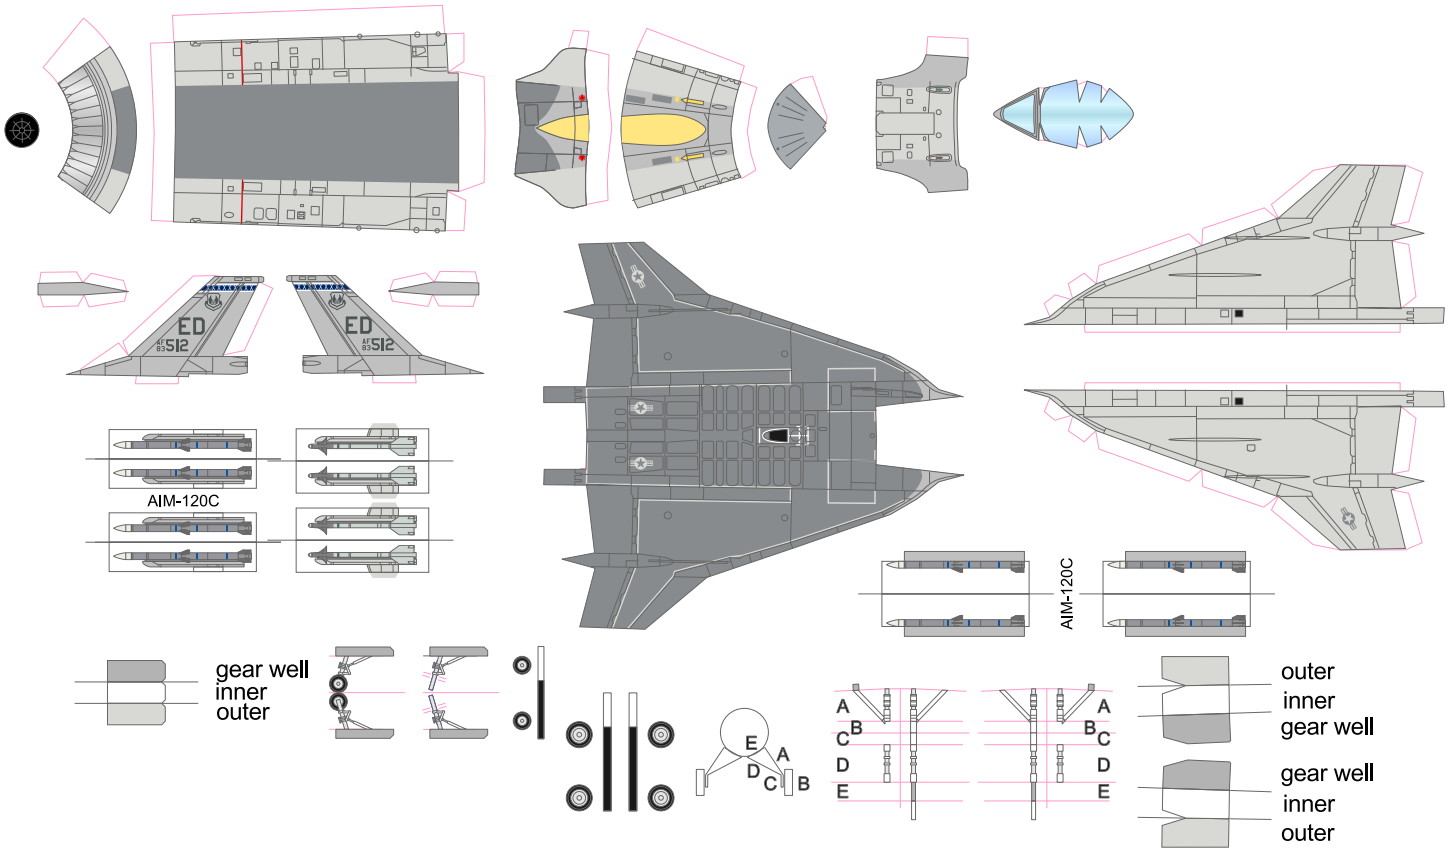 ED
AF
83 512
ED
AF
83 512
AIM-120C
AIM-120C
gear well
inner
outer
E
A
D
C
B
A
B
C
D
E
A
B
C
D
E
outer
inner
gear well
gear well
inner
outer